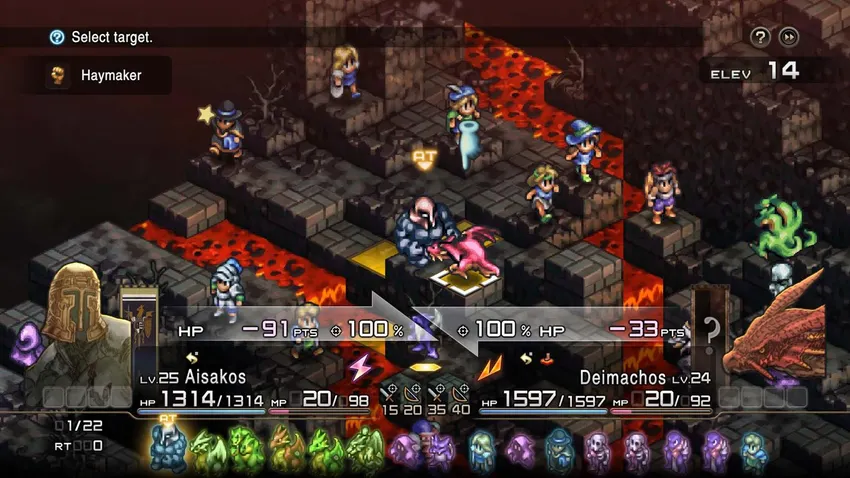 ? Select target.
?
Haymaker
ELEV 14
AT
HP −91 PTS 100 %
100 % HP −33 PTS
?
LV.25 Aisakos
Deimachos LV.24
HP 1314/1314 MP 20/ 98
15 20 35 40
HP 1597/1597 MP 20/ 92
1/22
RT 0
AT